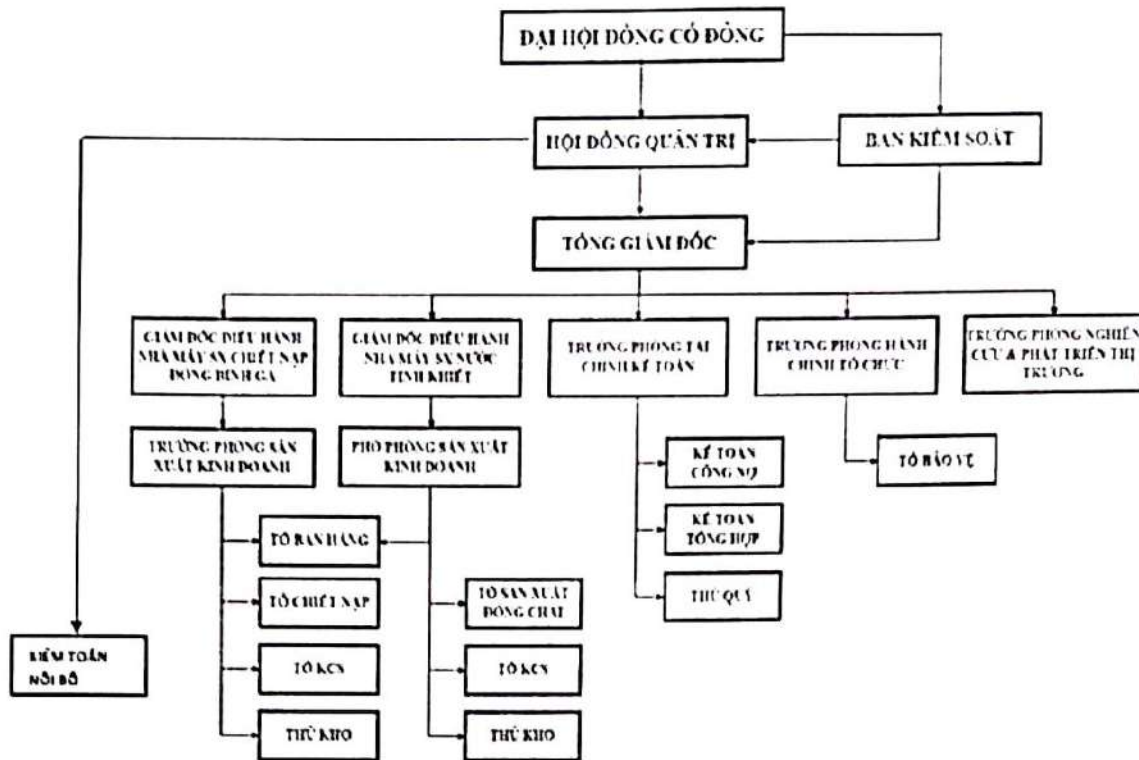 ĐẠI HỘI ĐỒNG CỔ ĐÔNG
HỘI ĐỒNG QUẢN TRỊ
BAN KIỂM SOÁT
TỔNG GIÁM ĐỐC
GIÁM ĐỐC ĐIỀU HÀNH
NHÀ MÁY SX CHIẾT NẠP
ĐÓNG BÌNH GA
GIÁM ĐỐC ĐIỀU HÀNH
NHÀ MÁY SX NƯỚC
TINH KHIẾT
TRƯỞNG PHÒNG TÀI
CHÍNH KẾ TOÁN
TRƯỞNG PHÒNG HÀNH
CHÍNH TỔ CHỨC
TRƯỞNG PHÒNG NGHIÊN
CỨU & PHÁT TRIỂN THỊ
TRƯỜNG
TRƯỞNG PHÒNG SẢN
XUẤT KINH DOANH
PHÓ PHÒNG SẢN XUẤT
KINH DOANH
KẾ TOÁN
CÔNG NỢ
TỔ BẢO VỆ
TỔ BÁN HÀNG
KẾ TOÁN
TỔNG HỢP
TỔ CHIẾT NẠP
TỔ SẢN XUẤT
ĐÓNG CHAI
THỦ QUỸ
KIỂM TOÁN
NỘI BỘ
TỔ KCN
TỔ KCN
THỦ KHO
THỦ KHO